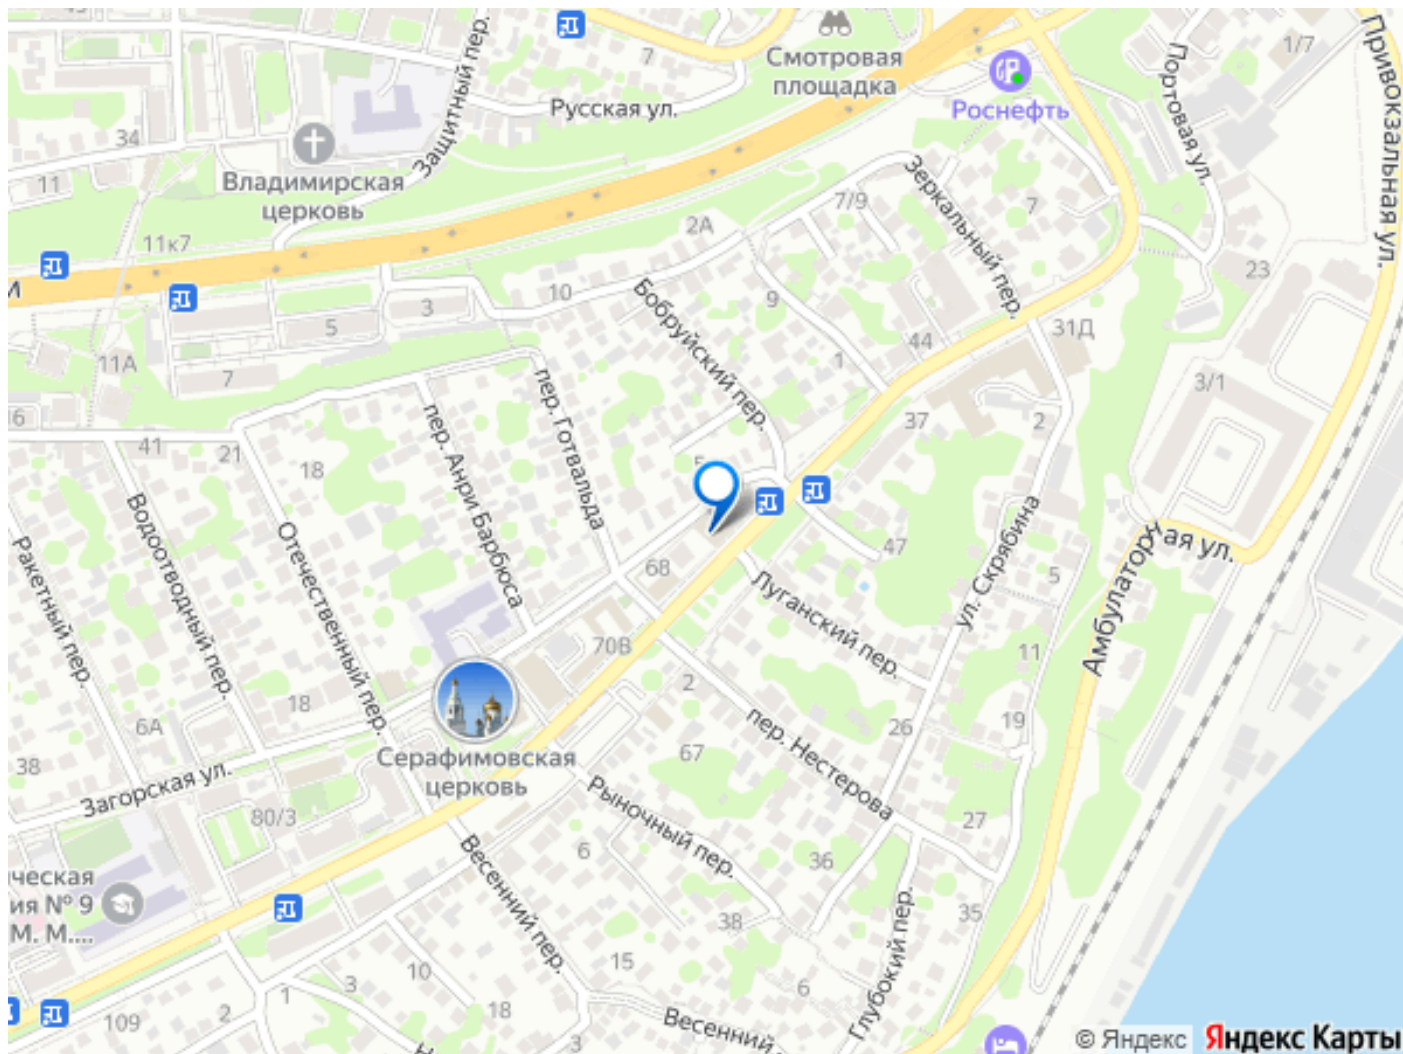 7
Смотровая
площадка
Русская ул.
Роснефть
Портовая ул.
1/7
Привокзальная ул.
Защитный пер.
34
11
Владимирская
церковь
Зеркальный пер.
7/9
7
2А
11к7
23
10
3
5
Бобруйский пер.
9
44
31Д
1
11А
7
3/1
пер. Готвальда
пер. Анри Барбюса
37
2
41
21
18
Водоотводный пер.
Отечественный пер.
Ракетный пер.
47
68
Луганский пер.
ул. Скрябина
5
Амбулаторная ул.
70В
11
2
18
6А
26
19
67
пер. Нестерова
38
Серафимовская
церковь
Загорская ул.
80/3
Рыночный пер.
27
6
36
Весенний пер.
ческая
ия № 9
М. М....
38
35
Глубокий пер.
15
10
3
1
18
6
2
109
3
Весенний
© Яндекс Яндекс Карты